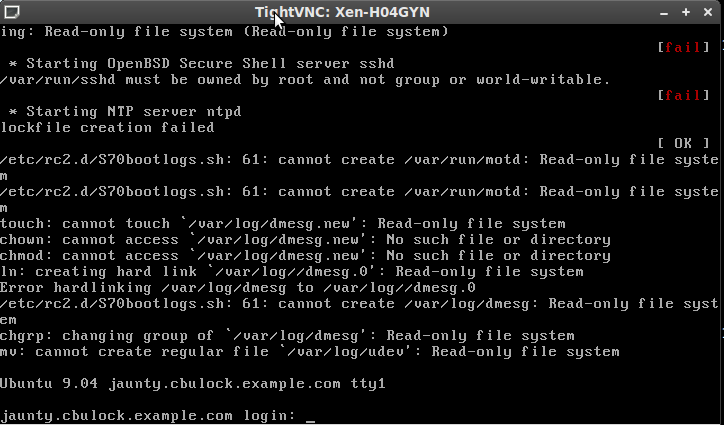 TightVNC: Xen-H04GYN
ing: Read-only file system (Read-only file system)
[fail]
 * Starting OpenBSD Secure Shell server sshd
/var/run/sshd must be owned by root and not group or world-writable.
[fail]
 * Starting NTP server ntpd
lockfile creation failed
[ OK ]
/etc/rc2.d/S70bootlogs.sh: 61: cannot create /var/run/motd: Read-only file syste
m
/etc/rc2.d/S70bootlogs.sh: 61: cannot create /var/run/motd: Read-only file syste
m
touch: cannot touch `/var/log/dmesg.new': Read-only file system
chown: cannot access `/var/log/dmesg.new': No such file or directory
chmod: cannot access `/var/log/dmesg.new': No such file or directory
ln: creating hard link `/var/log//dmesg.0': Read-only file system
Error hardlinking /var/log/dmesg to /var/log//dmesg.0
/etc/rc2.d/S70bootlogs.sh: 61: cannot create /var/log/dmesg: Read-only file syst
em
chgrp: changing group of `/var/log/dmesg': Read-only file system
mv: cannot create regular file `/var/log/udev': Read-only file system
Ubuntu 9.04 jaunty.cbulock.example.com tty1
jaunty.cbulock.example.com login: _